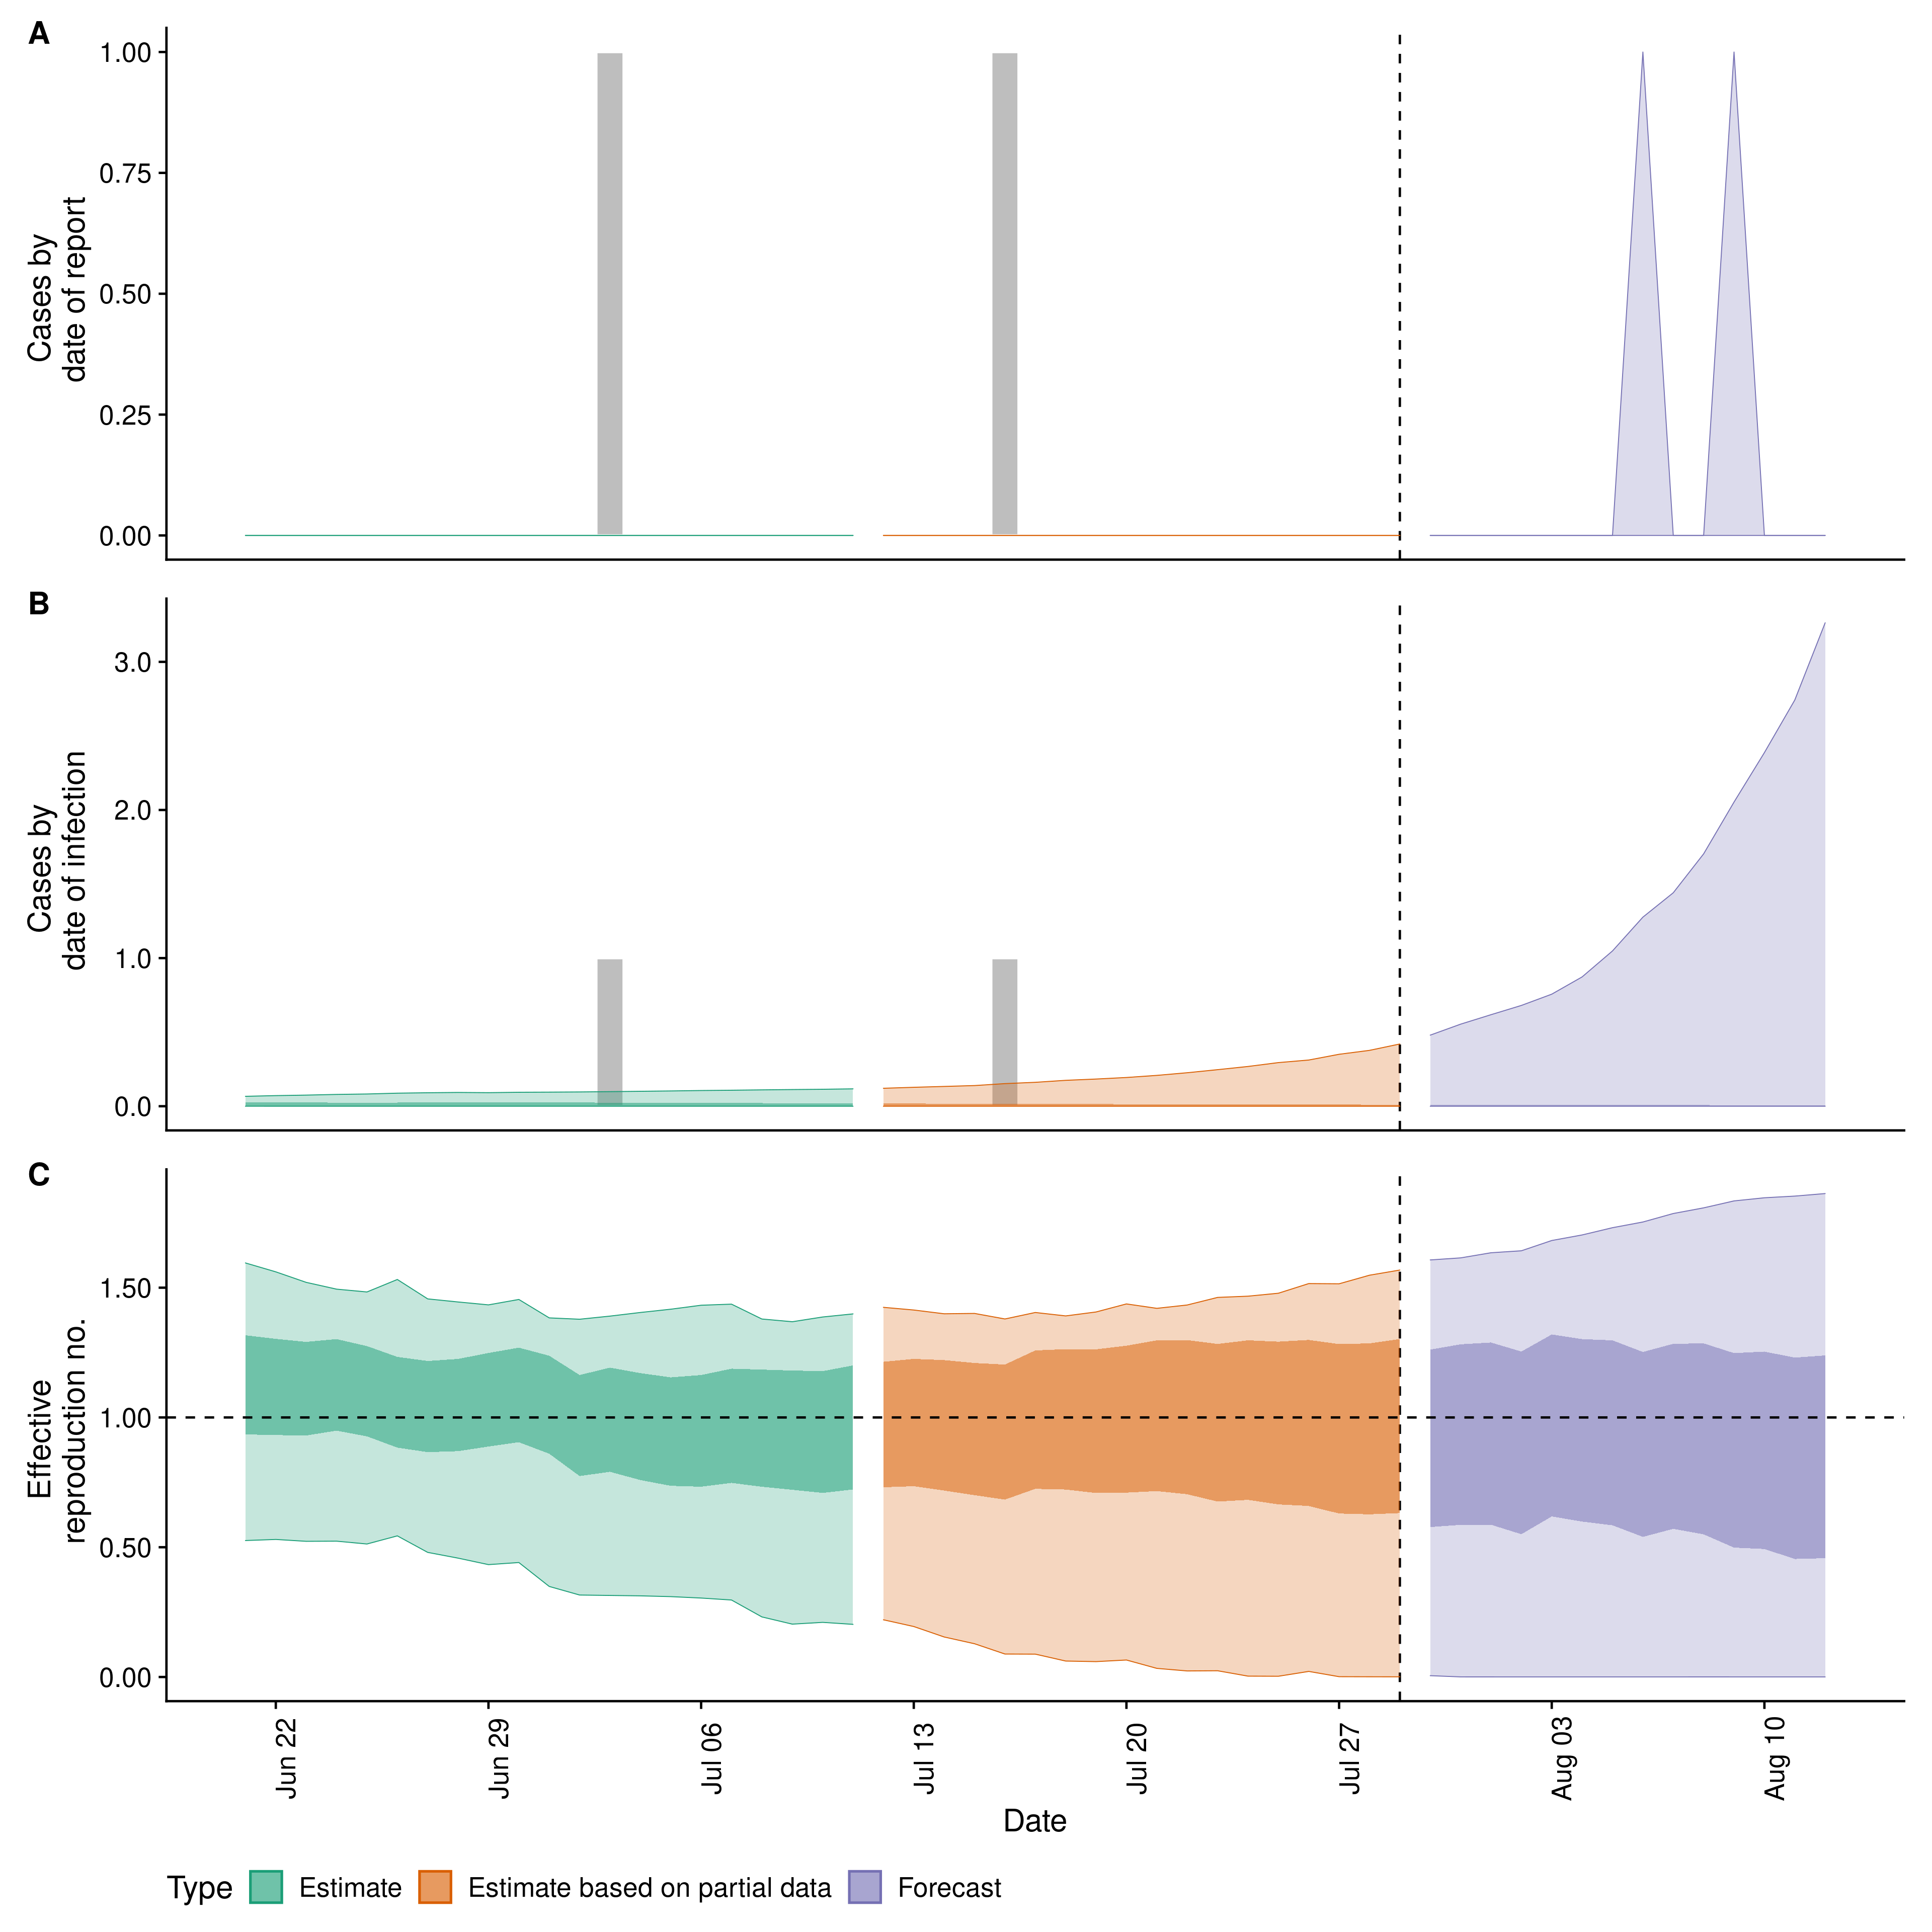 A
Cases by
date of report
1.00
0.75
0.50
0.25
0.00
B
Cases by
date of infection
3.0
2.0
1.0
0.0
C
Effective
reproduction no.
1.50
1.00
0.50
0.00
Jun 22
Jun 29
Jul 06
Jul 13
Jul 20
Jul 27
Aug 03
Aug 10
Date
Type
Estimate
Estimate based on partial data
Forecast